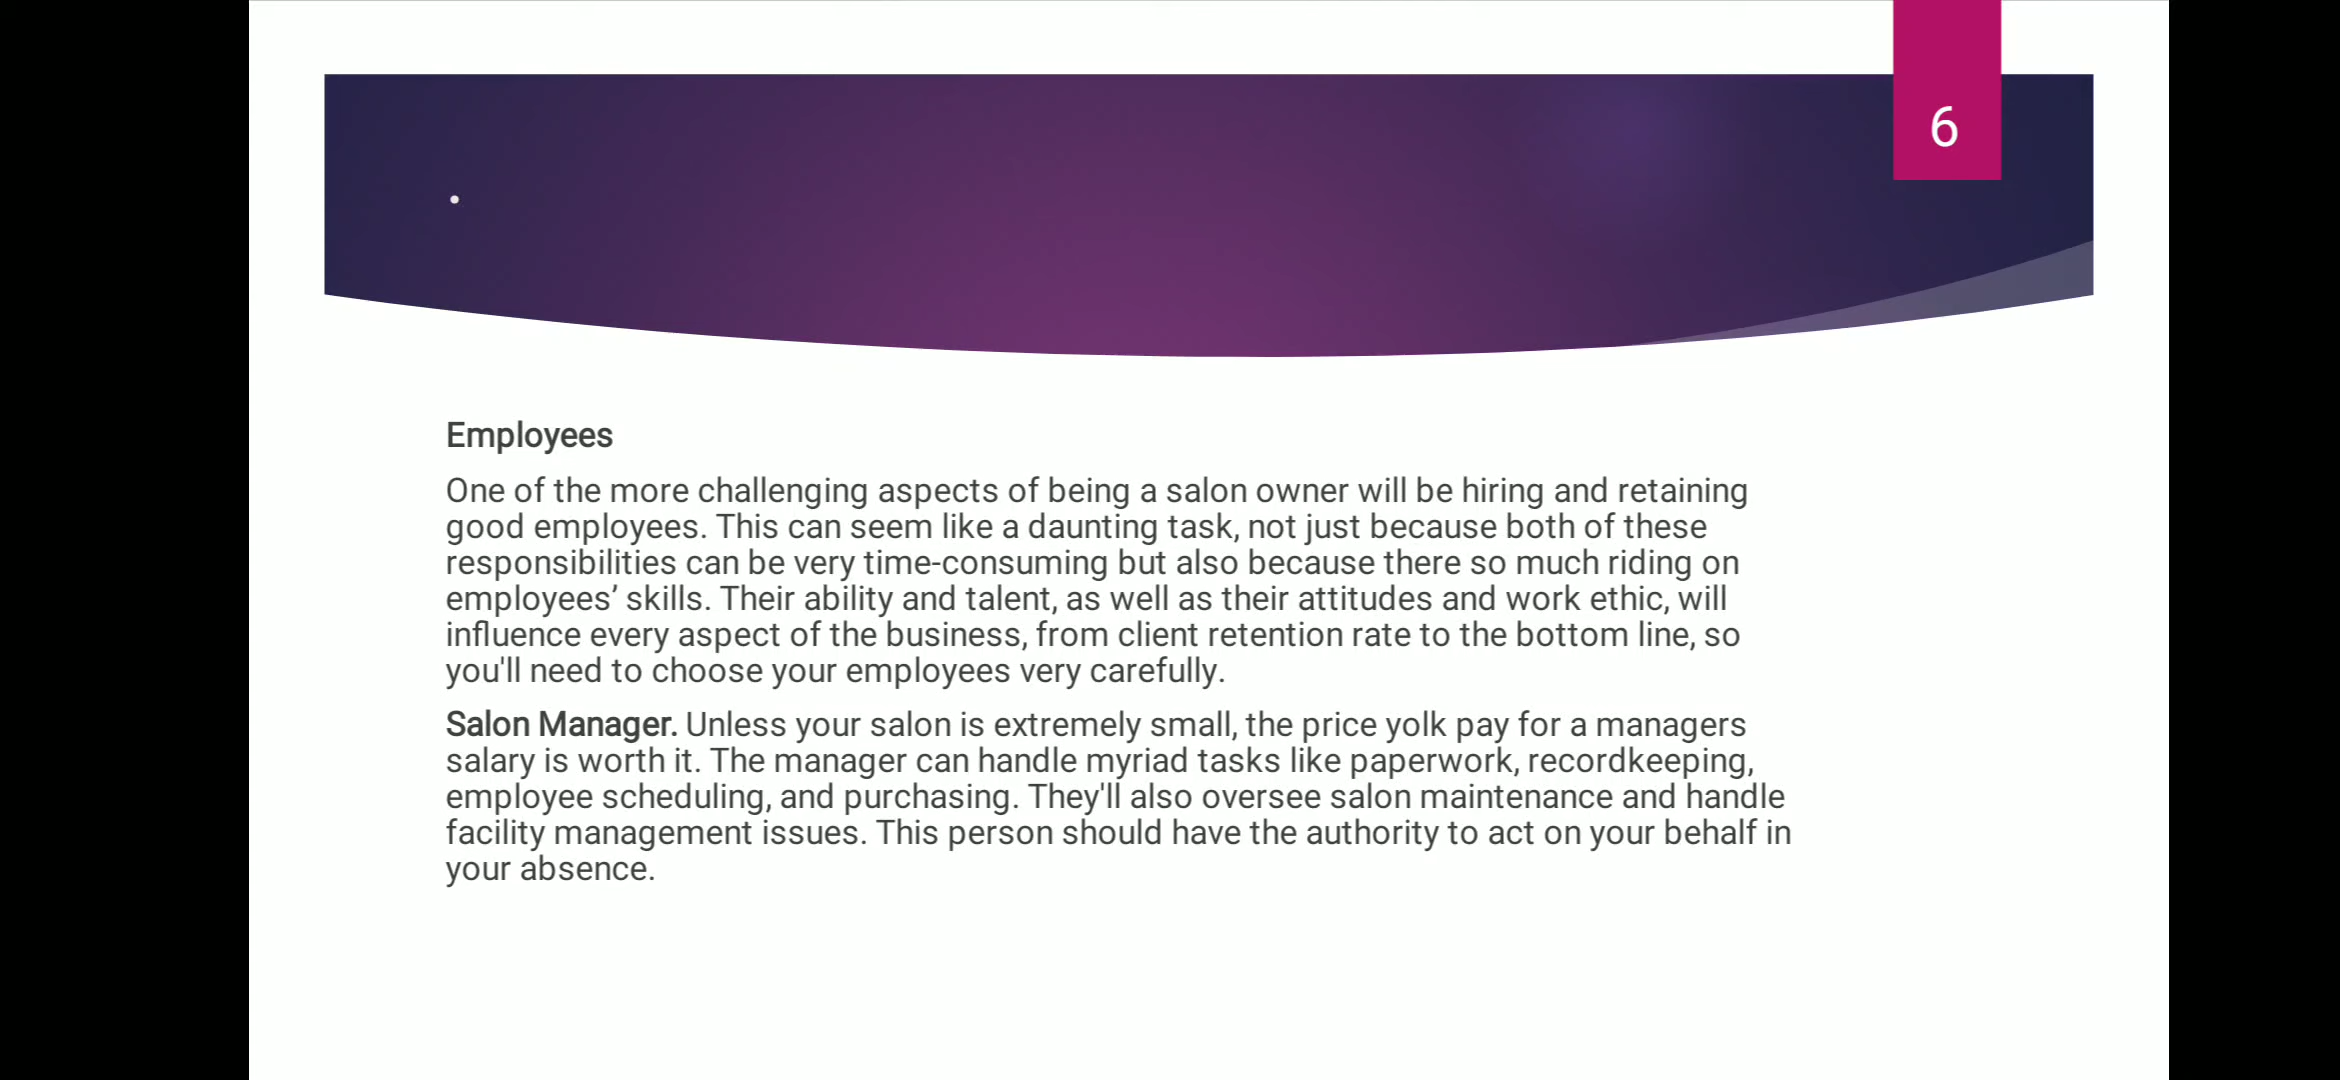 6
.
Employees
One of the more challenging aspects of being a salon owner will be hiring and retaining
good employees. This can seem like a daunting task, not just because both of these
responsibilities can be very time-consuming but also because there so much riding on
employees’ skills. Their ability and talent, as well as their attitudes and work ethic, will
influence every aspect of the business, from client retention rate to the bottom line, so
you'll need to choose your employees very carefully.
Salon Manager. Unless your salon is extremely small, the price yolk pay for a managers
salary is worth it. The manager can handle myriad tasks like paperwork, recordkeeping,
employee scheduling, and purchasing. They'll also oversee salon maintenance and handle
facility management issues. This person should have the authority to act on your behalf in
your absence.